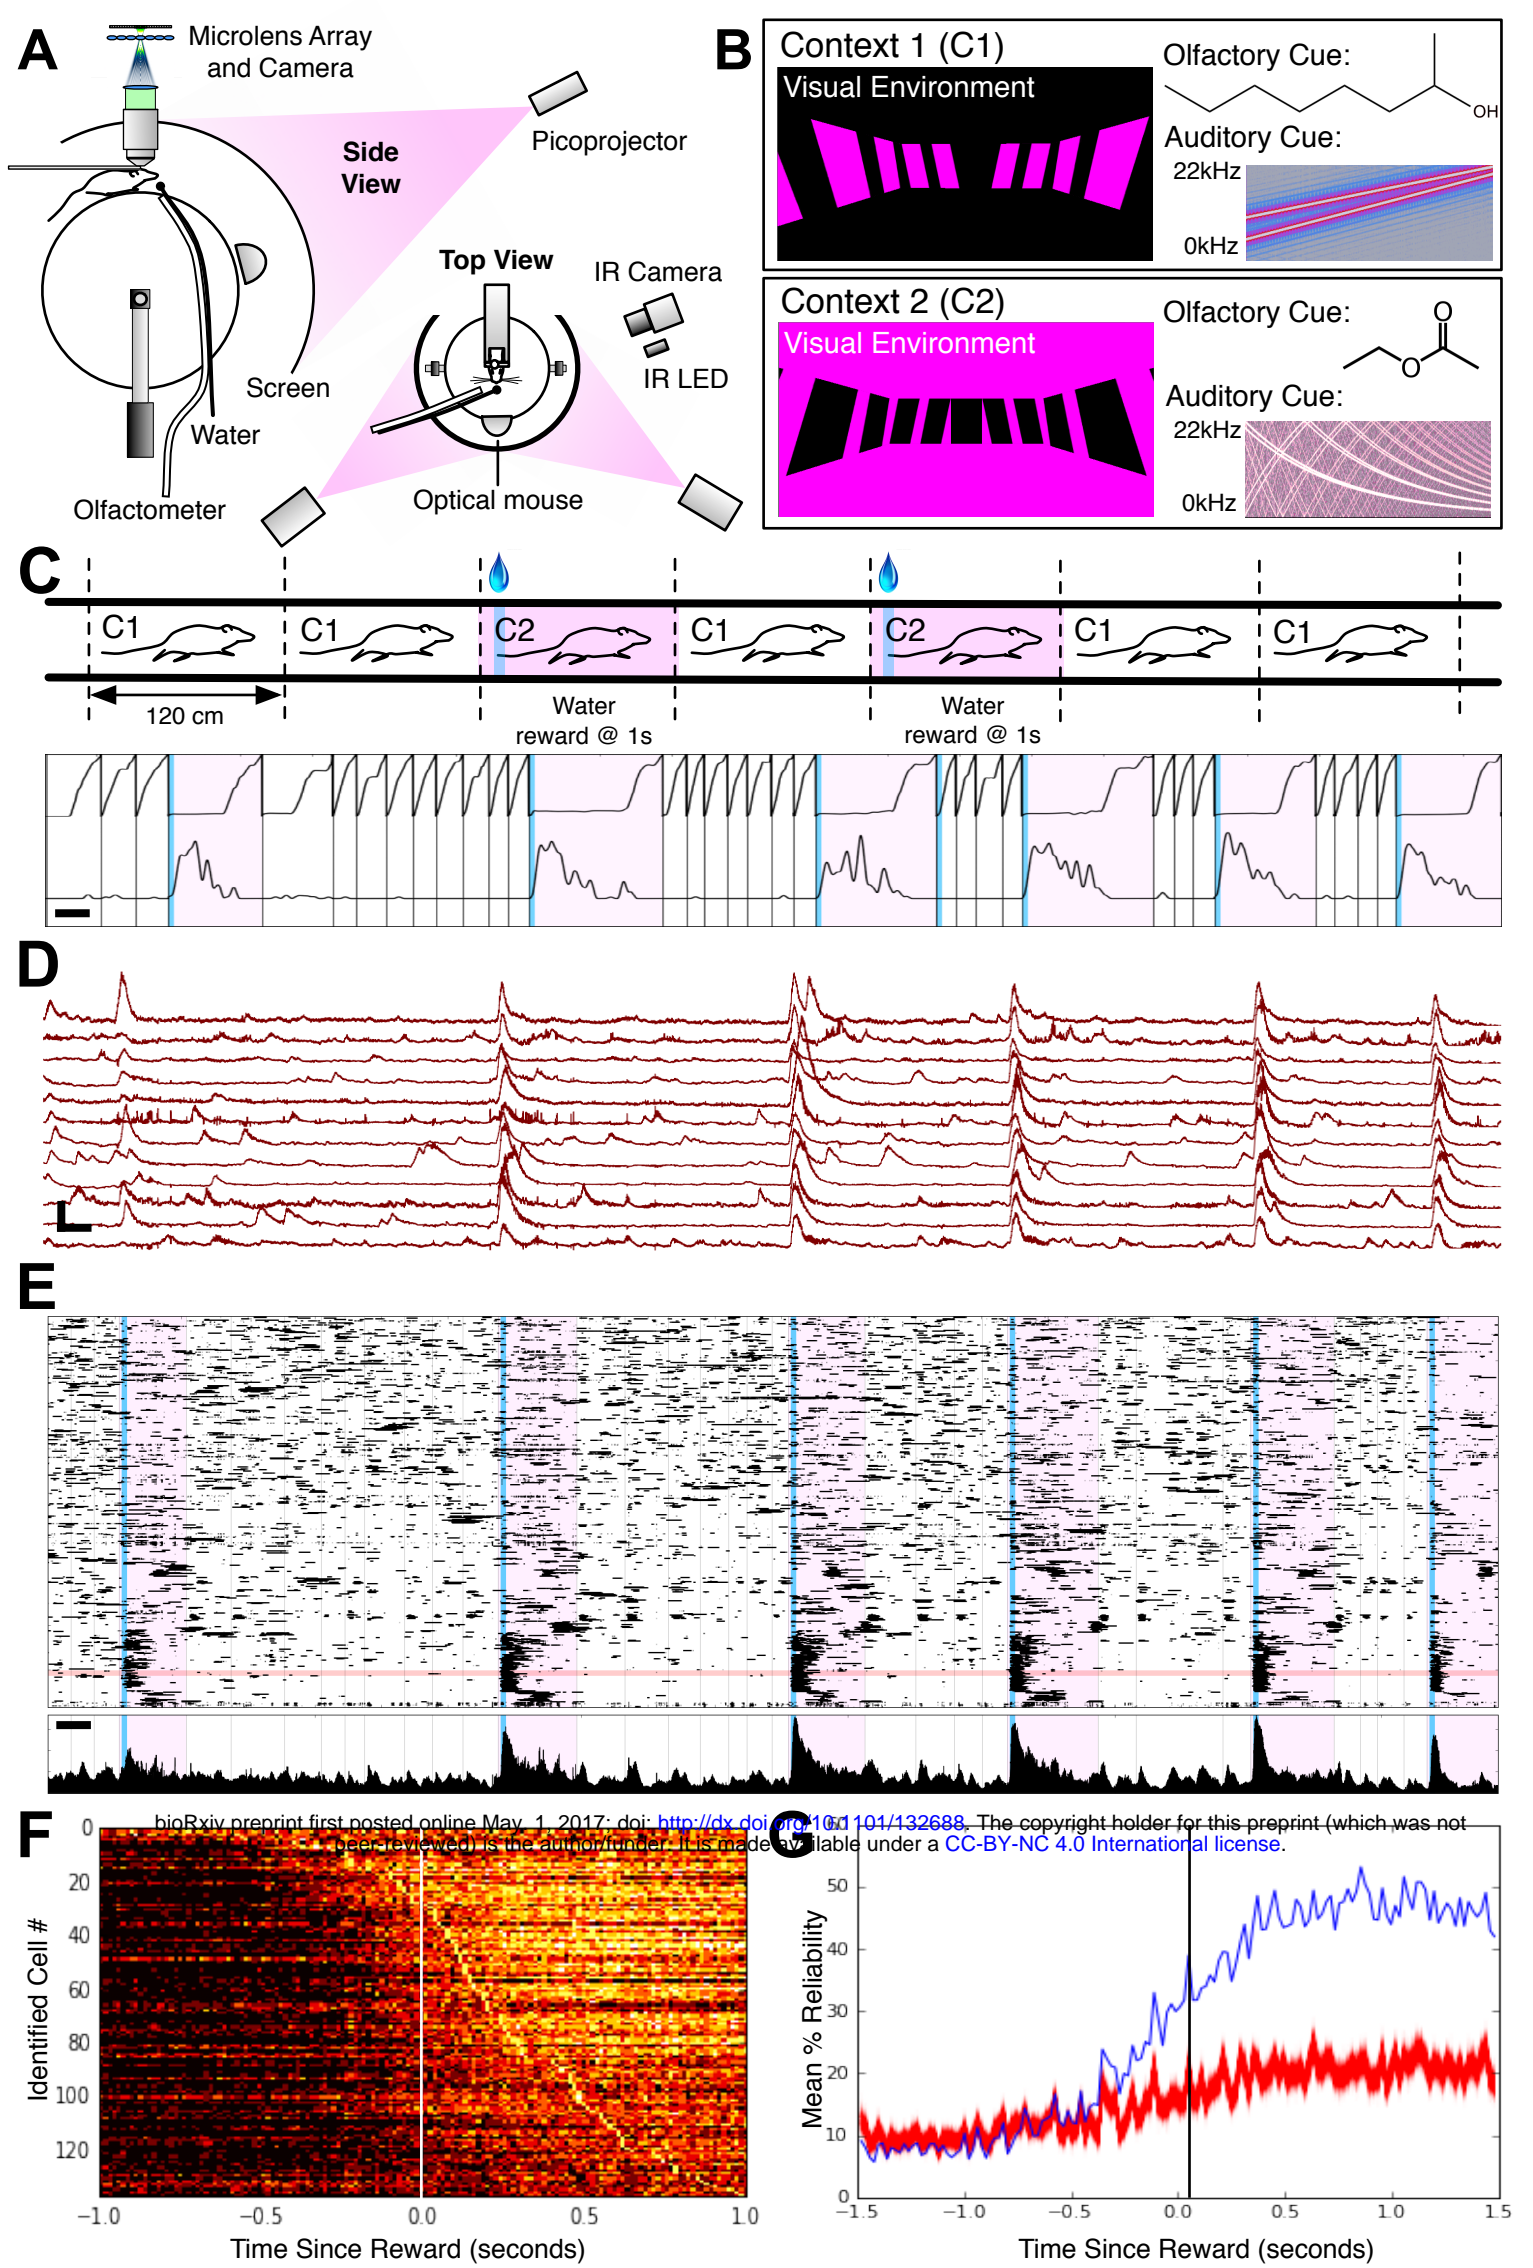 A
Microlens Array
and Camera
Side
View
Picoprojector
Top View
IR Camera
IR LED
Screen
Water
Olfactometer
Optical mouse
B
Context 1 (C1)
Visual Environment
Olfactory Cue:
OH
Auditory Cue:
22kHz
0kHz
Context 2 (C2)
Visual Environment
Olfactory Cue:
O
O
Auditory Cue:
22kHz
0kHz
C
C1
C1
C2
C1
C2
C1
C1
120 cm
Water
reward @ 1s
Water
reward @ 1s
D
E
bioRxiv preprint first posted online May. 1, 2017; doi: http://dx.doi.org/10.1101/132688. The copyright holder for this preprint (which was not
peer-reviewed) is the author/funder. It is made available under a CC-BY-NC 4.0 International license.
F
0
20
40
60
80
100
120
Identified Cell #
−1.0
−0.5
0.0
0.5
1.0
Time Since Reward (seconds)
G
60
50
40
30
20
10
0
Mean % Reliability
−1.5
−1.0
−0.5
0.0
0.5
1.0
1.5
Time Since Reward (seconds)